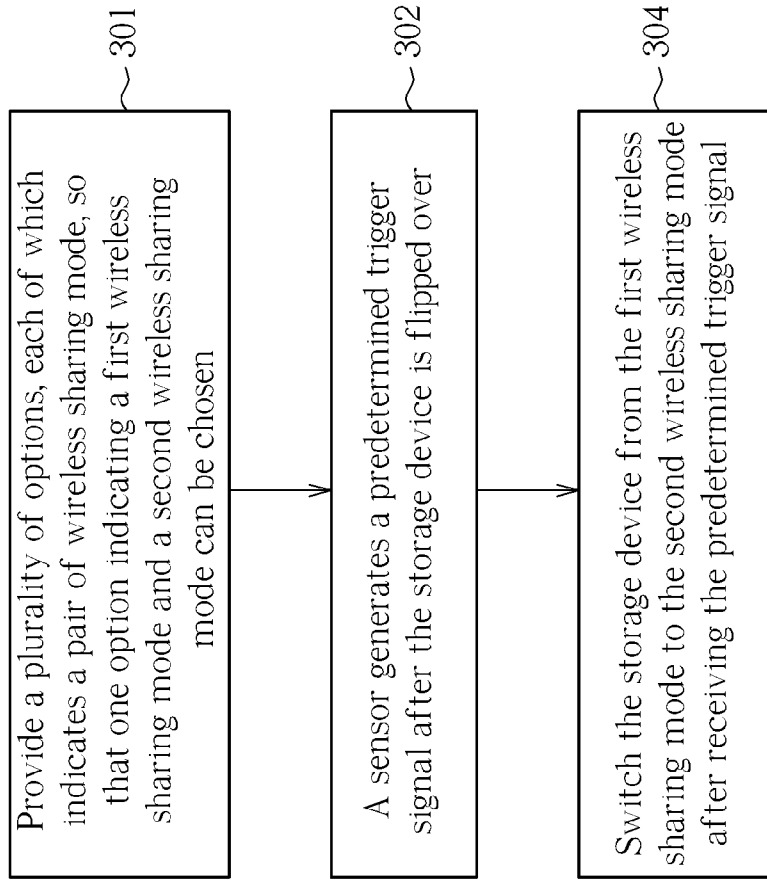 Provide a plurality of options, each of which
indicates a pair of wireless sharing mode, so
that one option indicating a first wireless
sharing mode and a second wireless sharing
mode can be chosen
301
A sensor generates a predetermined trigger
signal after the storage device is flipped over
302
Switch the storage device from the first wireless
sharing mode to the second wireless sharing mode
after receiving the predetermined trigger signal
304